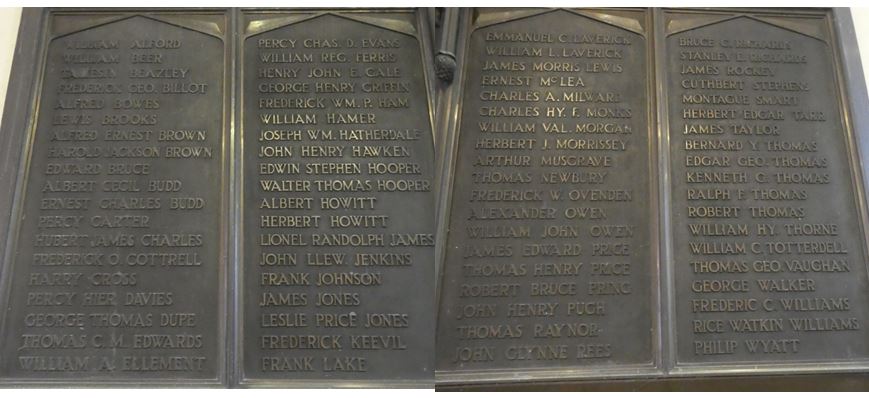 WILLIAM ALFORD
WILLIAM BEER
BEAZLEY
FREDERICK GEO. BILLOT
ALFRED BOWES
LEWIS BROOKS
ALFRED ERNEST BROWN
HAROLD JACKSON BROWN
EDWARD BRUCE
ALBERT CECIL BUDD
ERNEST CHARLES BUDD
PERCY CARTER
HUBERT JAMES CHARLES
FREDERICK O. COTTRELL
HARRY CROSS
PERCY HIER DAVIES
GEORGE THOMAS DUPE
THOMAS C. M. EDWARDS
WILLIAM A. ELLEMENT
PERCY CHAS. D. EVANS
WILLIAM REG. FERRIS
HENRY JOHN E. GALE
GEORGE HENRY GRIFFIN
FREDERICK WM. P. HAM
WILLIAM HAMER
JOSEPH WM. HATHERDALE
JOHN HENRY HAWKEN
EDWIN STEPHEN HOOPER
WALTER THOMAS HOOPER
ALBERT HOWITT
HERBERT HOWITT
LIONEL RANDOLPH JAMES
JOHN LLEW JENKINS
FRANK JOHNSON
JAMES JONES
LESLIE PRICE JONES
FREDERICK KEEVIL
FRANK LAKE
EMMANUEL C. LAVERICK
WILLIAM L. LAVERICK
JAMES MORRIS LEWIS
ERNEST McLEA
CHARLES A. MILWARD
CHARLES HY. F. MONKS
WILLIAM VAL. MORGAN
HERBERT J. MORRISSEY
ARTHUR MUSGRAVE
THOMAS NEWBURY
FREDERICK W. OVENDEN
ALEXANDER OWEN
WILLIAM JOHN OWEN
JAMES EDWARD PRICE
THOMAS HENRY PRICE
ROBERT BRUCE PRING
JOHN HENRY PUGH
THOMAS RAYNOR
JOHN GLYNNE REES
BRUCE C. RICHARDS
STANLEY E. RICHARDS
JAMES ROCKEY
CUTHBERT STEPHENS
MONTAGUE SMART
HERBERT EDGAR TARR
JAMES TAYLOR
BERNARD Y. THOMAS
EDGAR GEO. THOMAS
KENNETH G. THOMAS
RALPH F. THOMAS
ROBERT THOMAS
WILLIAM HY. THORNE
WILLIAM C. TOTTERDELL
THOMAS GEO. VAUGHAN
GEORGE WALKER
FREDERIC C. WILLIAMS
RICE WATKIN WILLIAMS
PHILIP WYATT